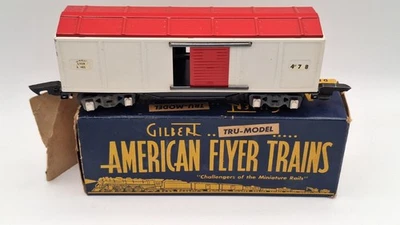 478
TRU-MODEL
GILBERT TRU-MODEL
AMERICAN FLYER TRAINS
"Challengers of the Miniature Rails"